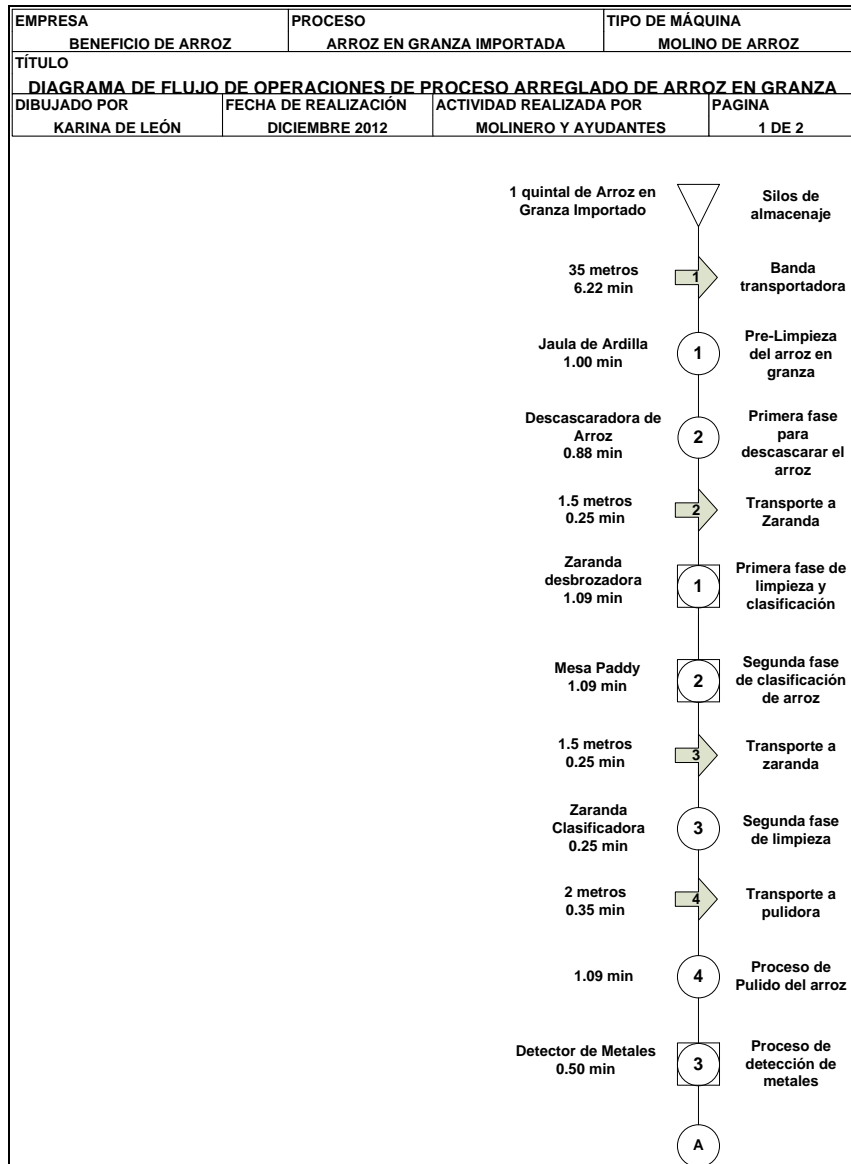 EMPRESA
BENEFICIO DE ARROZ
PROCESO
ARROZ EN GRANZA IMPORTADA
TIPO DE MÁQUINA
MOLINO DE ARROZ
TÍTULO
DIAGRAMA DE FLUJO DE OPERACIONES DE PROCESO ARREGLADO DE ARROZ EN GRANZA
DIBUJADO POR
KARINA DE LEÓN
FECHA DE REALIZACIÓN
DICIEMBRE 2012
ACTIVIDAD REALIZADA POR
MOLINERO Y AYUDANTES
PAGINA
1 DE 2
1 quintal de Arroz en
Granza Importado
Silos de
almacenaje
35 metros
6.22 min
1
Banda
transportadora
Jaula de Ardilla
1.00 min
1
Pre-Limpieza
del arroz en
granza
Descascaradora de
Arroz
0.88 min
2
Primera fase
para
descascarar el
arroz
1.5 metros
0.25 min
2
Transporte a
Zaranda
Zaranda
desbrozadora
1.09 min
1
Primera fase de
limpieza y
clasificación
Mesa Paddy
1.09 min
2
Segunda fase
de clasificación
de arroz
1.5 metros
0.25 min
3
Transporte a
zaranda
Zaranda
Clasificadora
0.25 min
3
Segunda fase
de limpieza
2 metros
0.35 min
4
Transporte a
pulidora
1.09 min
4
Proceso de
Pulido del arroz
Detector de Metales
0.50 min
3
Proceso de
detección de
metales
A